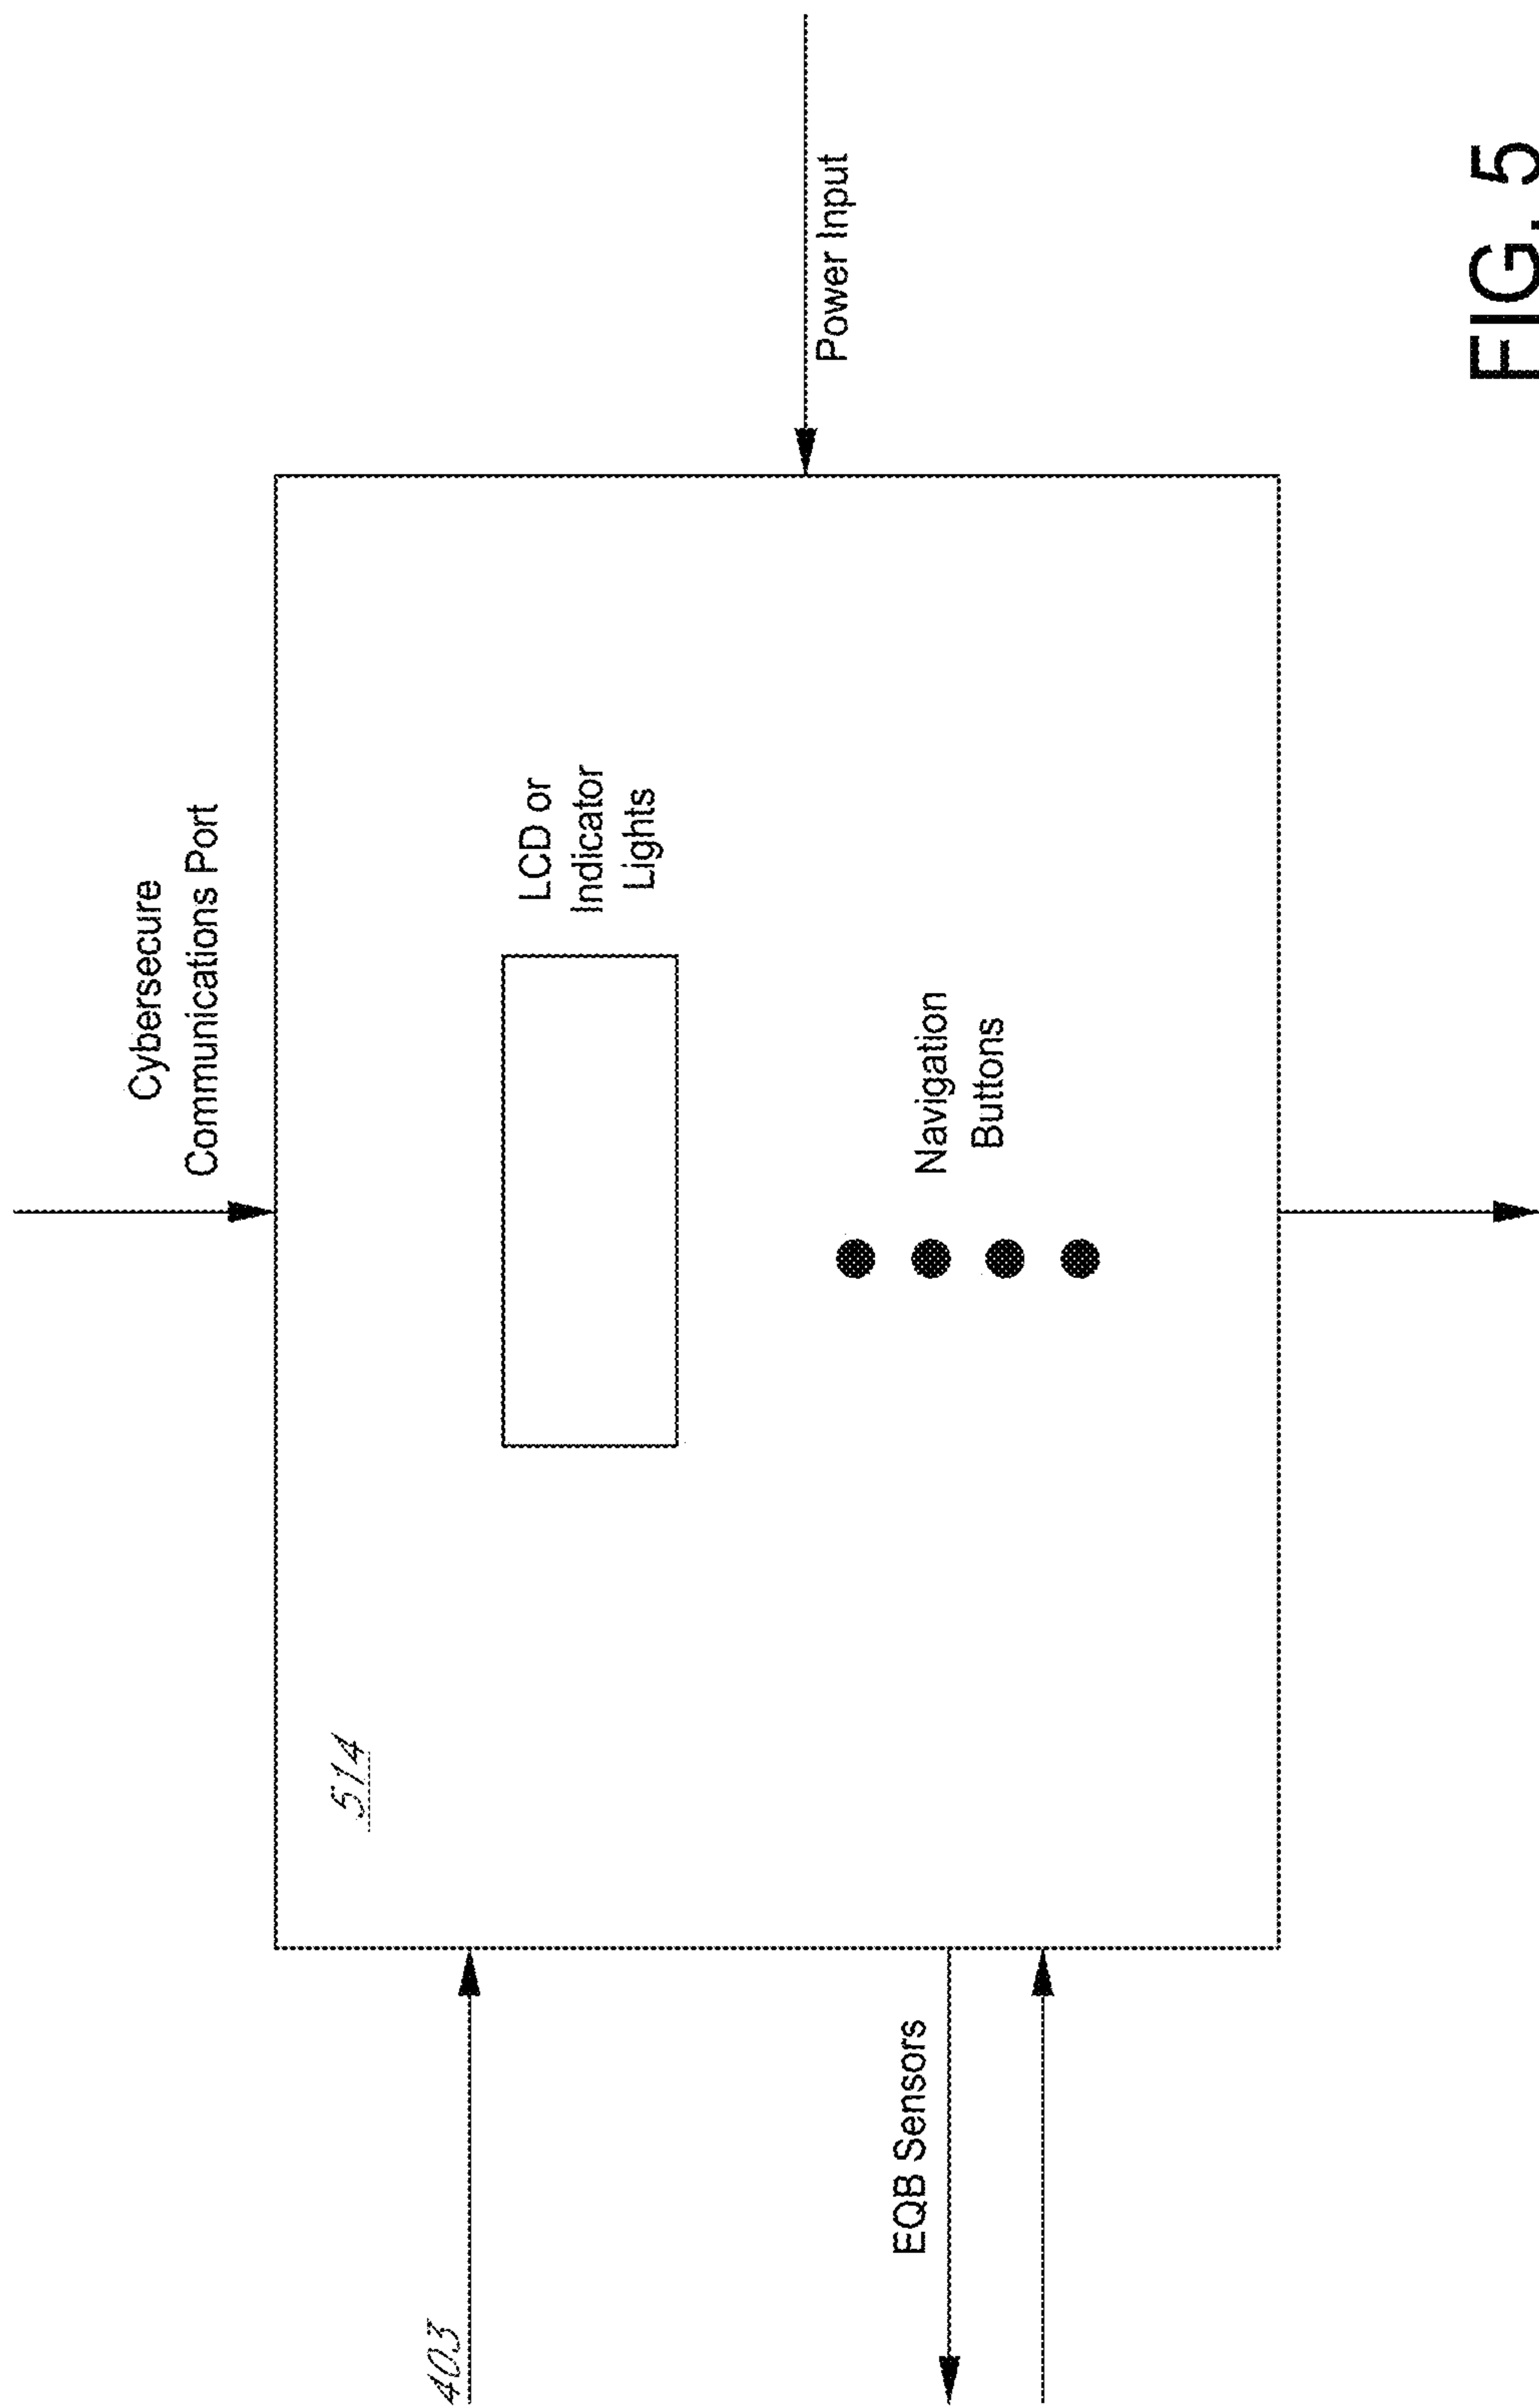 Cybersecure
Communications Port
514
403
LCD or
Indicator
Lights
Power Input
Navigation
Buttons
EQB Sensors
FIG. 5